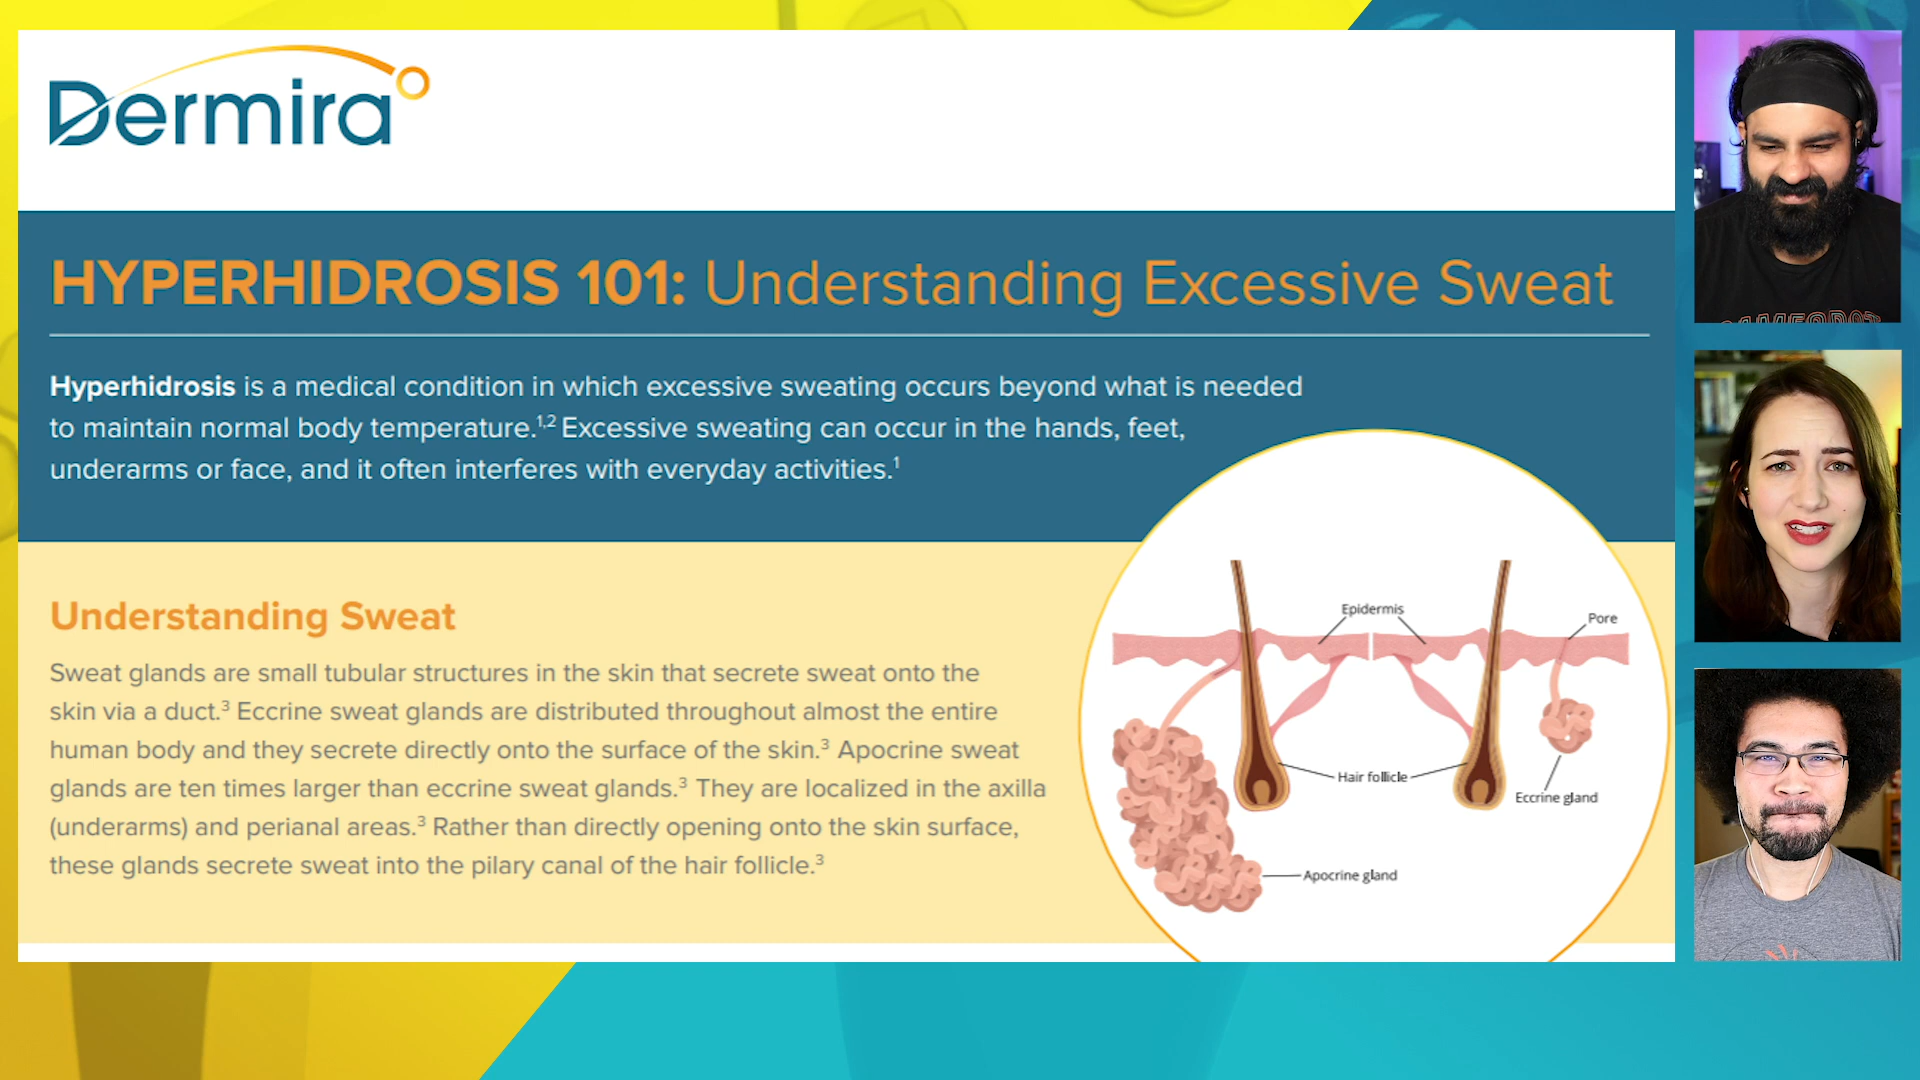 Dermira
HYPERHIDROSIS 101: Understanding Excessive Sweat
Hyperhidrosis is a medical condition in which excessive sweating occurs beyond what is needed
to maintain normal body temperature.1,2 Excessive sweating can occur in the hands, feet,
underarms or face, and it often interferes with everyday activities.1
Understanding Sweat
Sweat glands are small tubular structures in the skin that secrete sweat onto the
skin via a duct.3 Eccrine sweat glands are distributed throughout almost the entire
human body and they secrete directly onto the surface of the skin.3 Apocrine sweat
glands are ten times larger than eccrine sweat glands.3 They are localized in the axilla
(underarms) and perianal areas.3 Rather than directly opening onto the skin surface,
these glands secrete sweat into the pilary canal of the hair follicle.3
Epidermis
Pore
Hair follicle
Eccrine gland
Apocrine gland